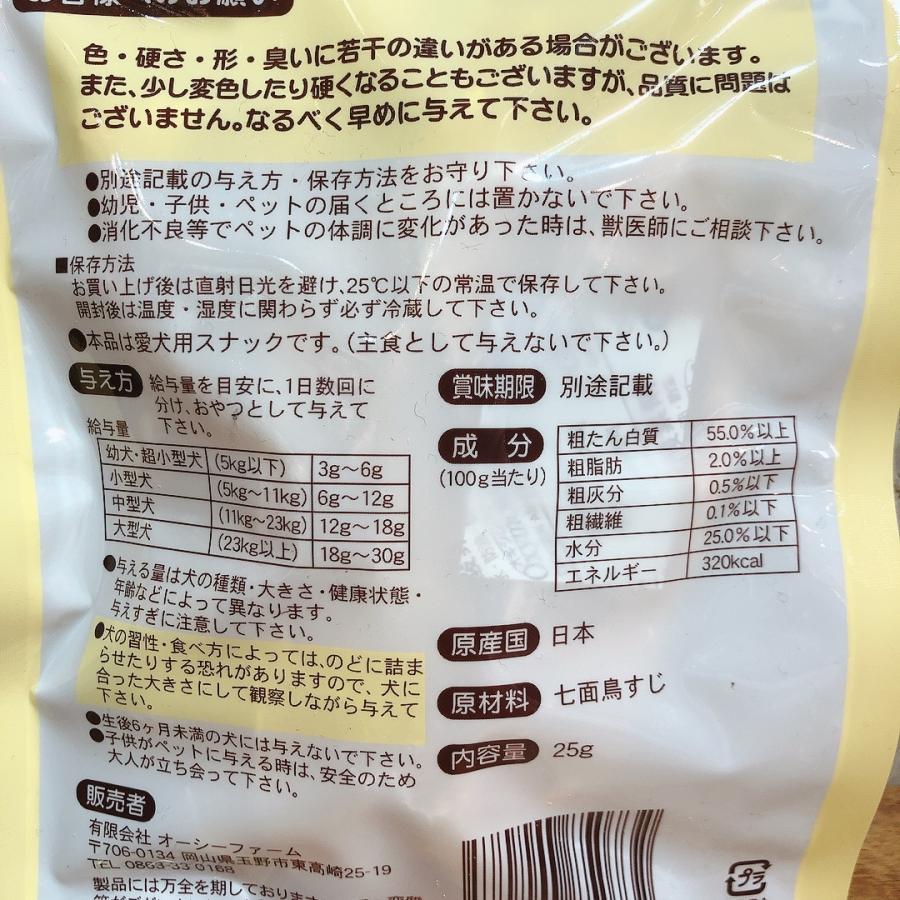 お客様へのお願い
色・硬さ・形・臭いに若干の違いがある場合がございます。
また、少し変色したり硬くなることもございますが、品質に問題は
ございません。なるべく早めに与えて下さい。
●別途記載の与え方・保存方法をお守り下さい。
●幼児・子供・ペットの届くところには置かないで下さい。
●消化不良等でペットの体調に変化があった時は、獣医師にご相談下さい。
■保存方法
お買い上げ後は直射日光を避け、25℃以下の常温で保存して下さい。
開封後は温度・湿度に関わらず必ず冷蔵して下さい。
●本品は愛犬用スナックです。(主食として与えないで下さい。)
与え方 給与量を目安に、1日数回に
分け、おやつとして与えて
下さい。
給与量
幼犬・超小型犬 (5kg以下) 3g～6g
小型犬 (5kg～11kg) 6g～12g
中型犬 (11kg～23kg) 12g～18g
大型犬 (23kg以上) 18g～30g
●与える量は犬の種類・大きさ・健康状態・
年齢などによって異なります。
与えすぎに注意して下さい。
●犬の習性・食べ方によっては、のどに詰ま
らせたりする恐れがありますので、犬に
合った大きさにして観察しながら与えて
下さい。
●生後6ヶ月未満の犬には与えないで下さい。
●子供がペットに与える時は、安全のため
大人が立ち会って下さい。
賞味期限 別途記載
成分
(100g当たり)
粗たん白質 55.0%以上
粗脂肪 2.0%以上
粗灰分 0.5%以下
粗繊維 0.1%以下
水分 25.0%以下
エネルギー 320kcal
原産国 日本
原材料 七面鳥すじ
内容量 25g
販売者
有限会社 オーシーファーム
〒706-0134 岡山県玉野市東高崎25-19
TEL 0863-33-0168
製品には万全を期しておりま
プラ